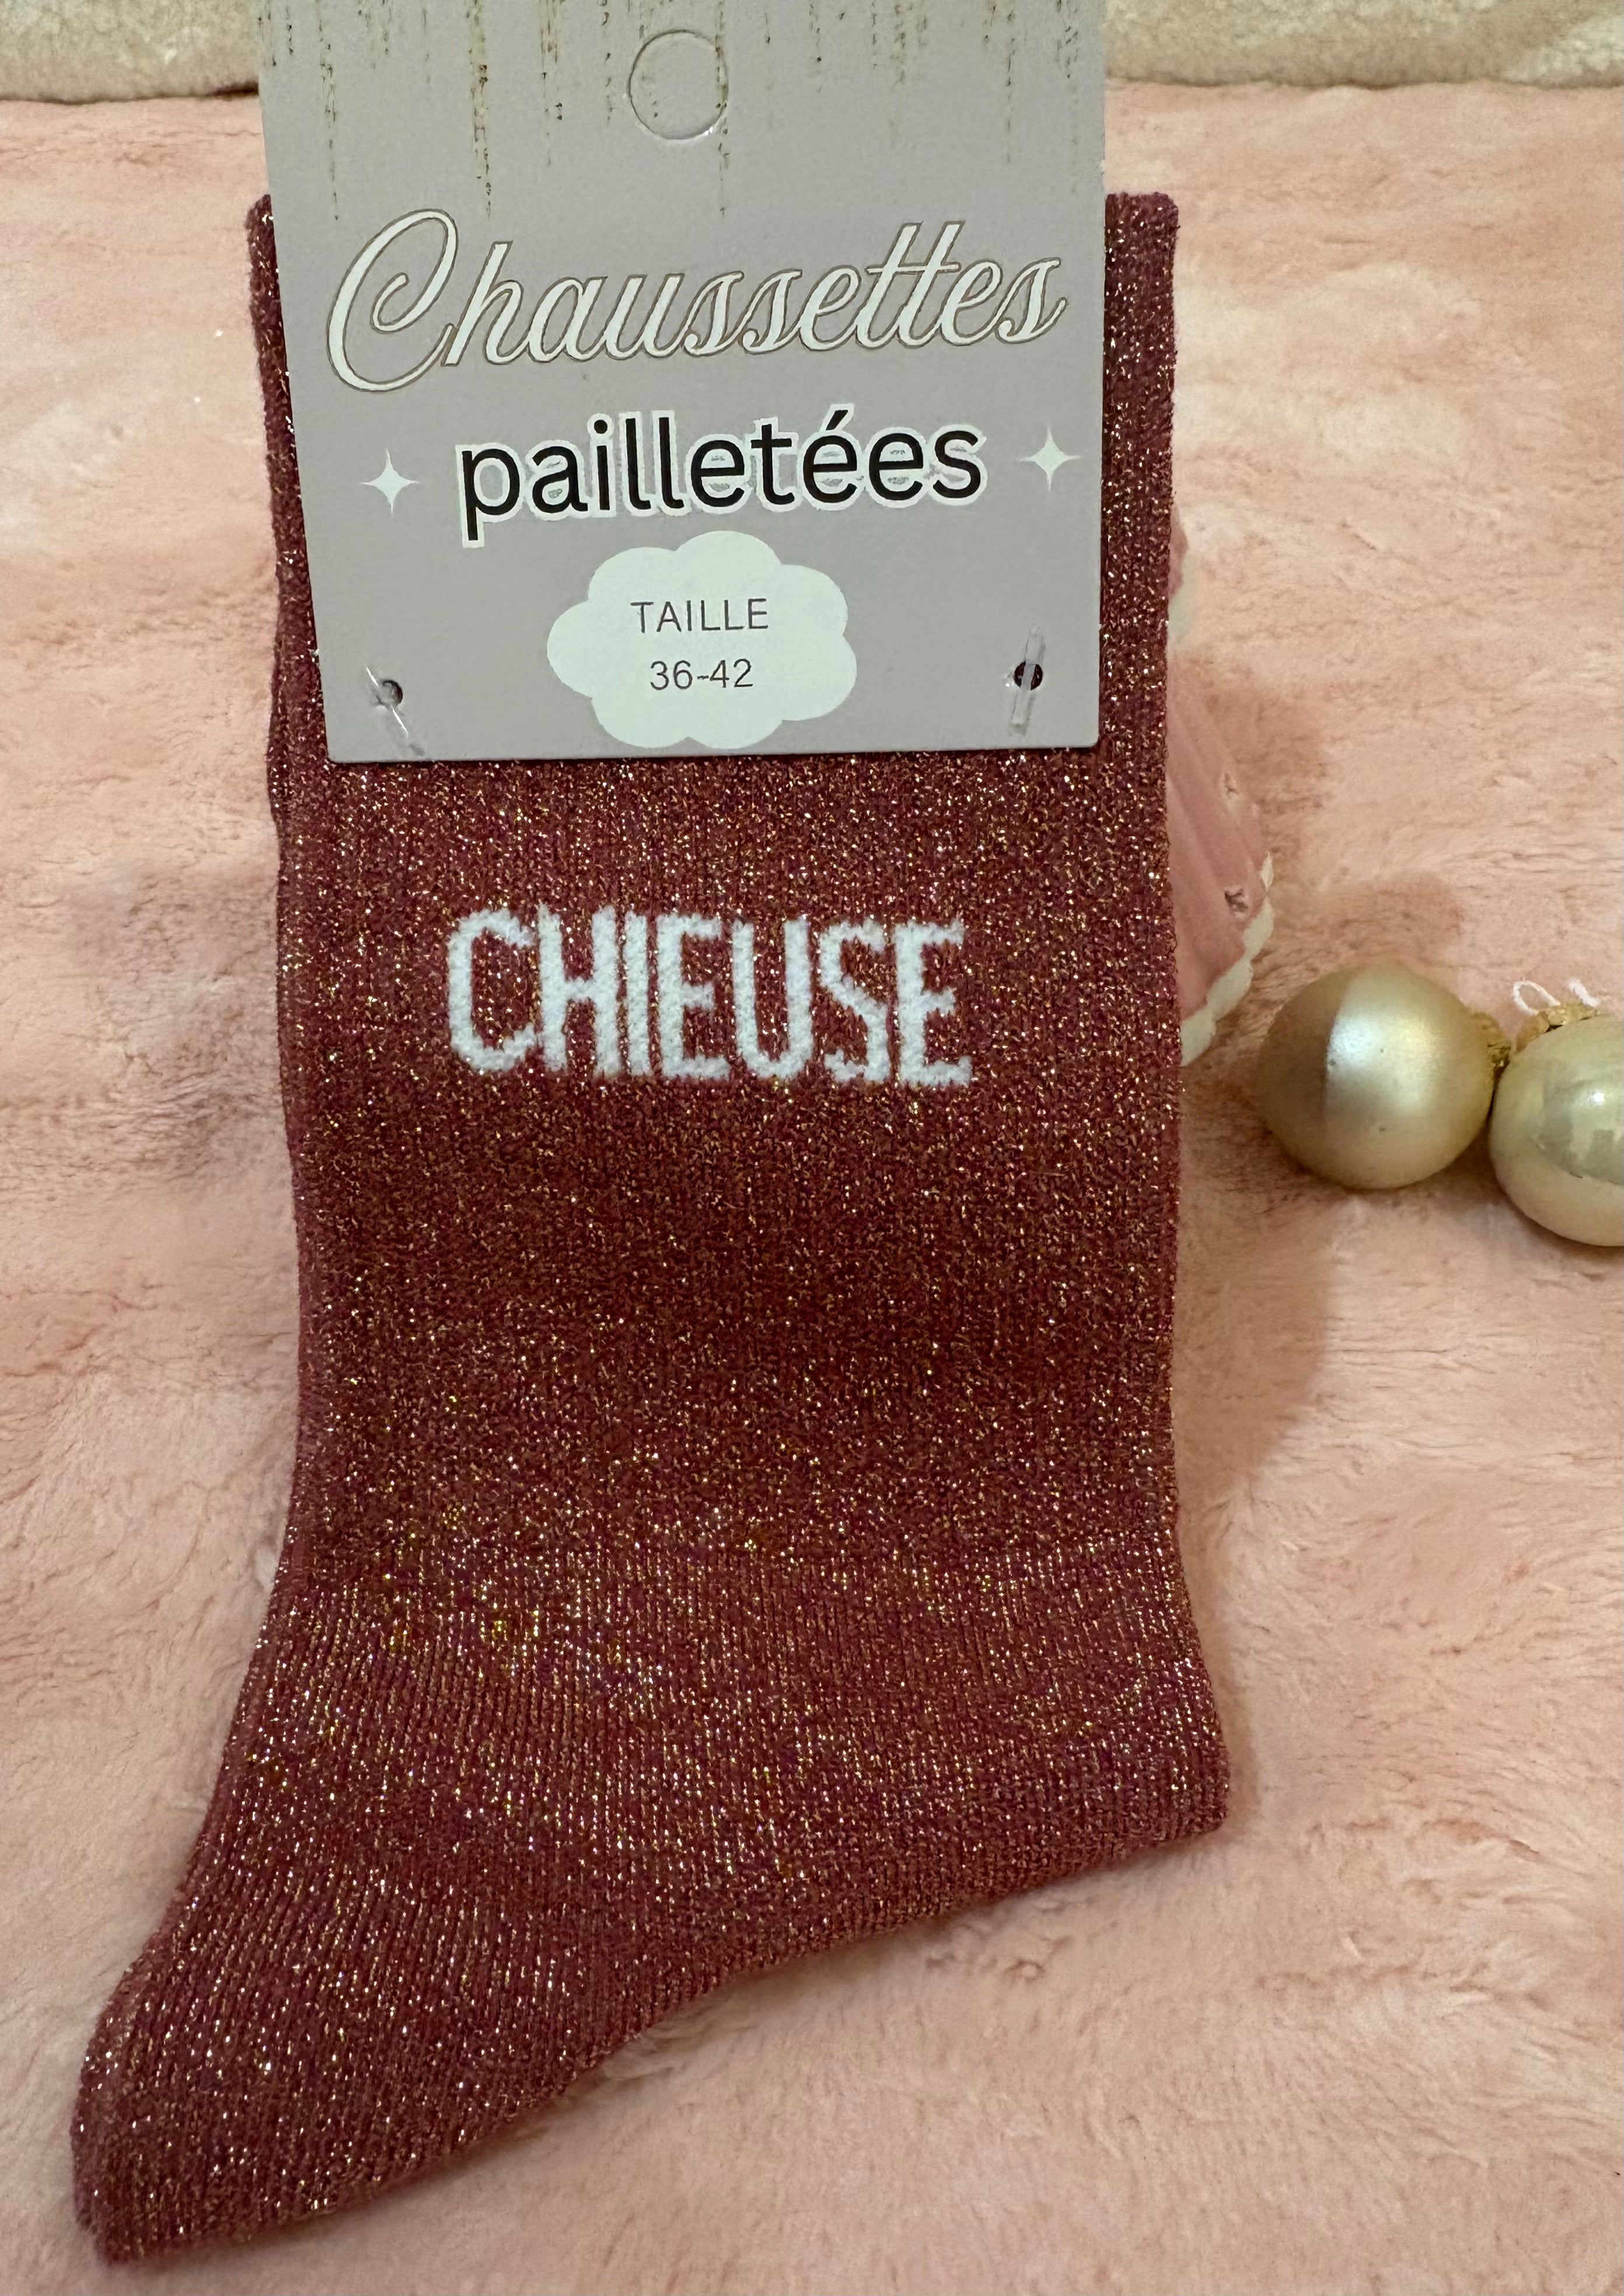 Chaussettes
pailletées
TAILLE
36-42
CHIEUSE